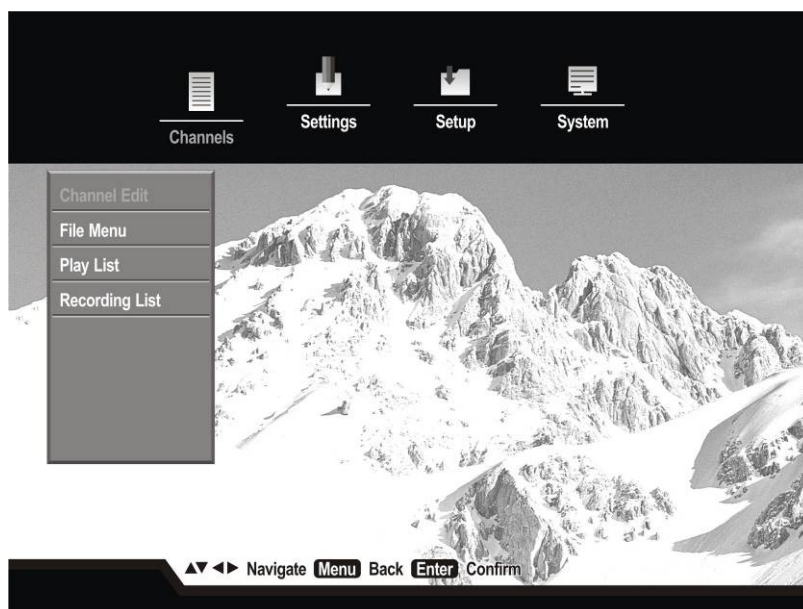 Channels
Settings
Setup
System
Channel Edit
File Menu
Play List
Recording List
▲▼ ◀▶ Navigate Menu Back Enter Confirm